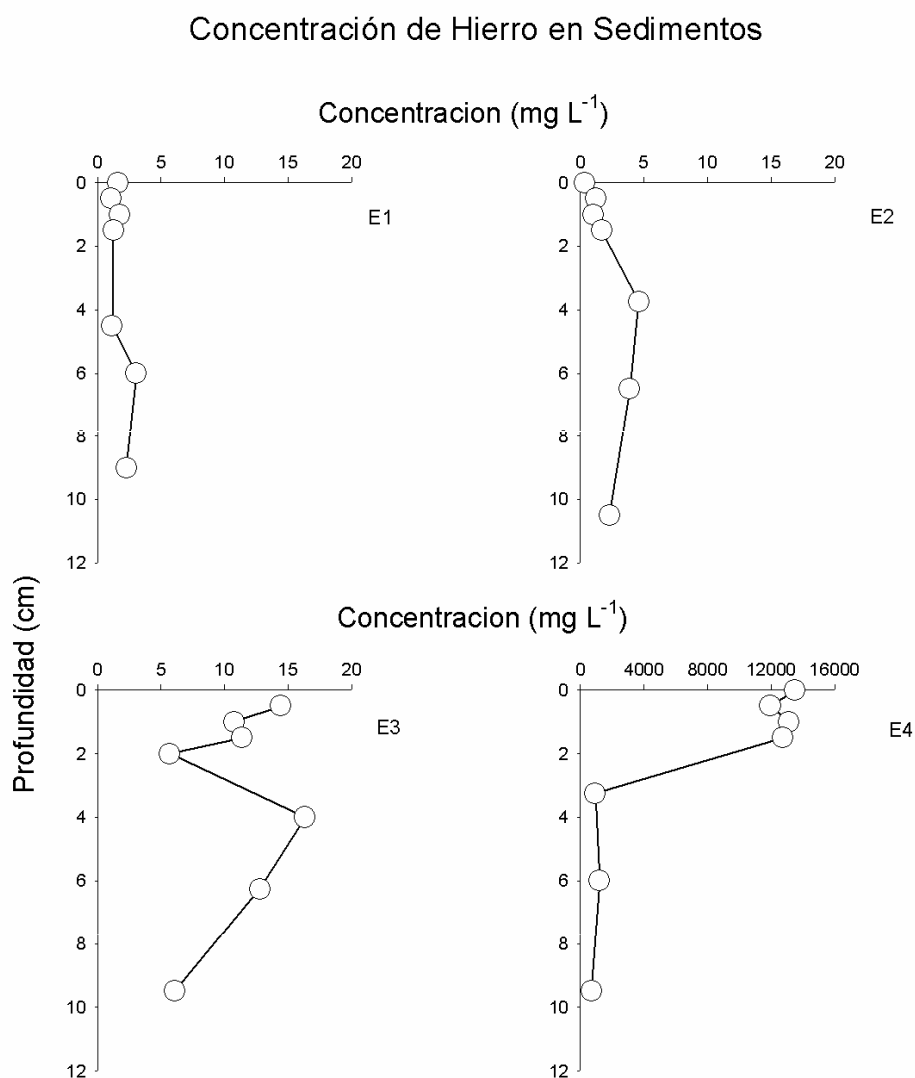 Concentración de Hierro en Sedimentos
Concentracion (mg L⁻¹)
0 5 10 15 20
0
2
4
6
8
10
12
E1
0 5 10 15 20
0
2
4
6
8
10
12
E2
Profundidad (cm)
Concentracion (mg L⁻¹)
0 5 10 15 20
0
2
4
6
8
10
12
E3
0 4000 8000 12000 16000
0
2
4
6
8
10
12
E4